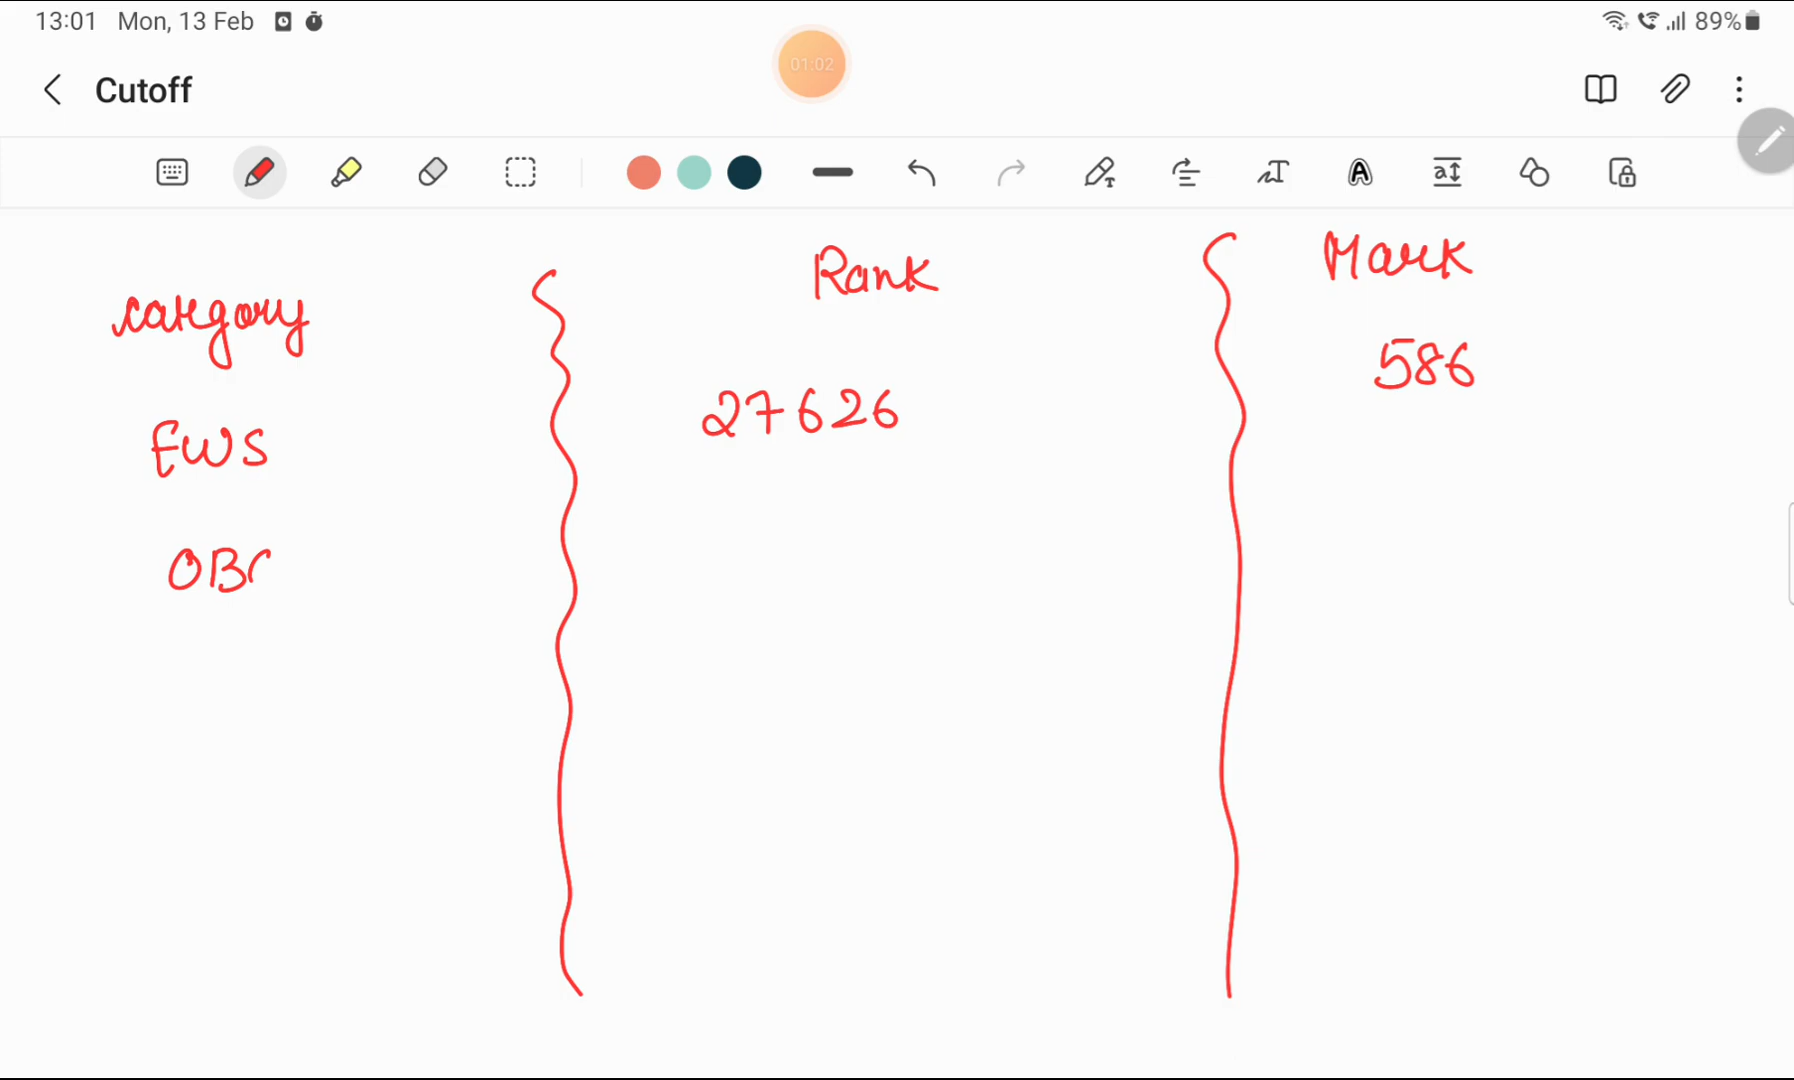 13:01 Mon, 13 Feb 89%
01:02
Cutoff
Category Rank Mark
EWS 27626 586
OBC